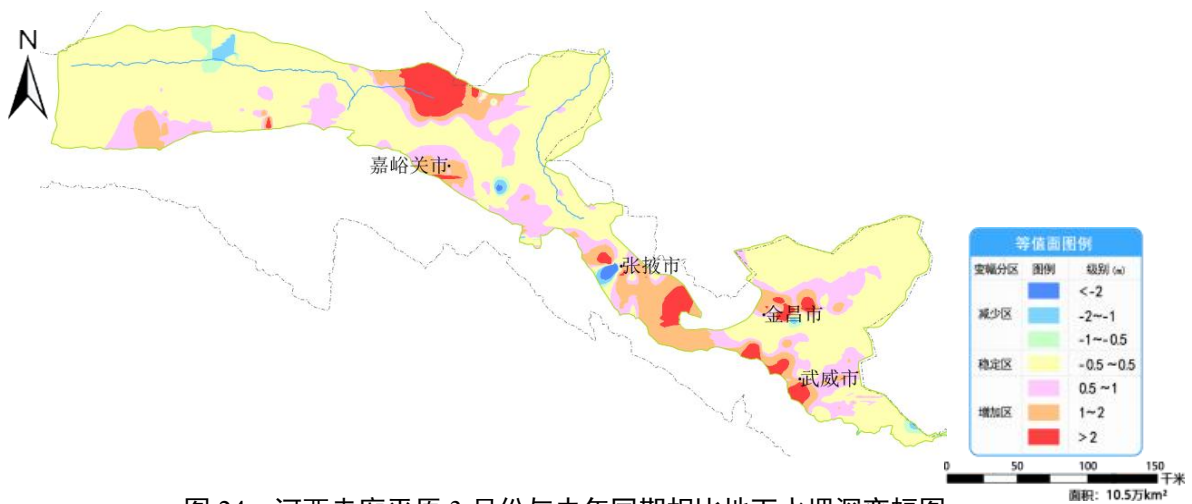 N
嘉峪关市
张掖市
金昌市
武威市
等值面图例
变幅分区 图例 级别 (m)
减少区
<-2
-2~-1
-1~-0.5
稳定区
-0.5~0.5
增加区
0.5~1
1~2
>2
0 50 100 150 千米
面积：10.5万km²